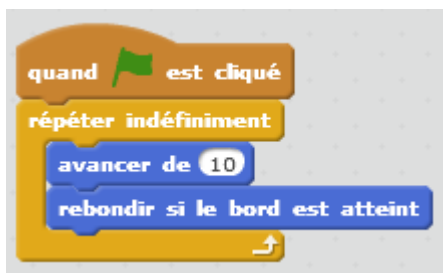 quand est cliqué
répéter indéfiniment
avancer de 10
rebondir si le bord est atteint